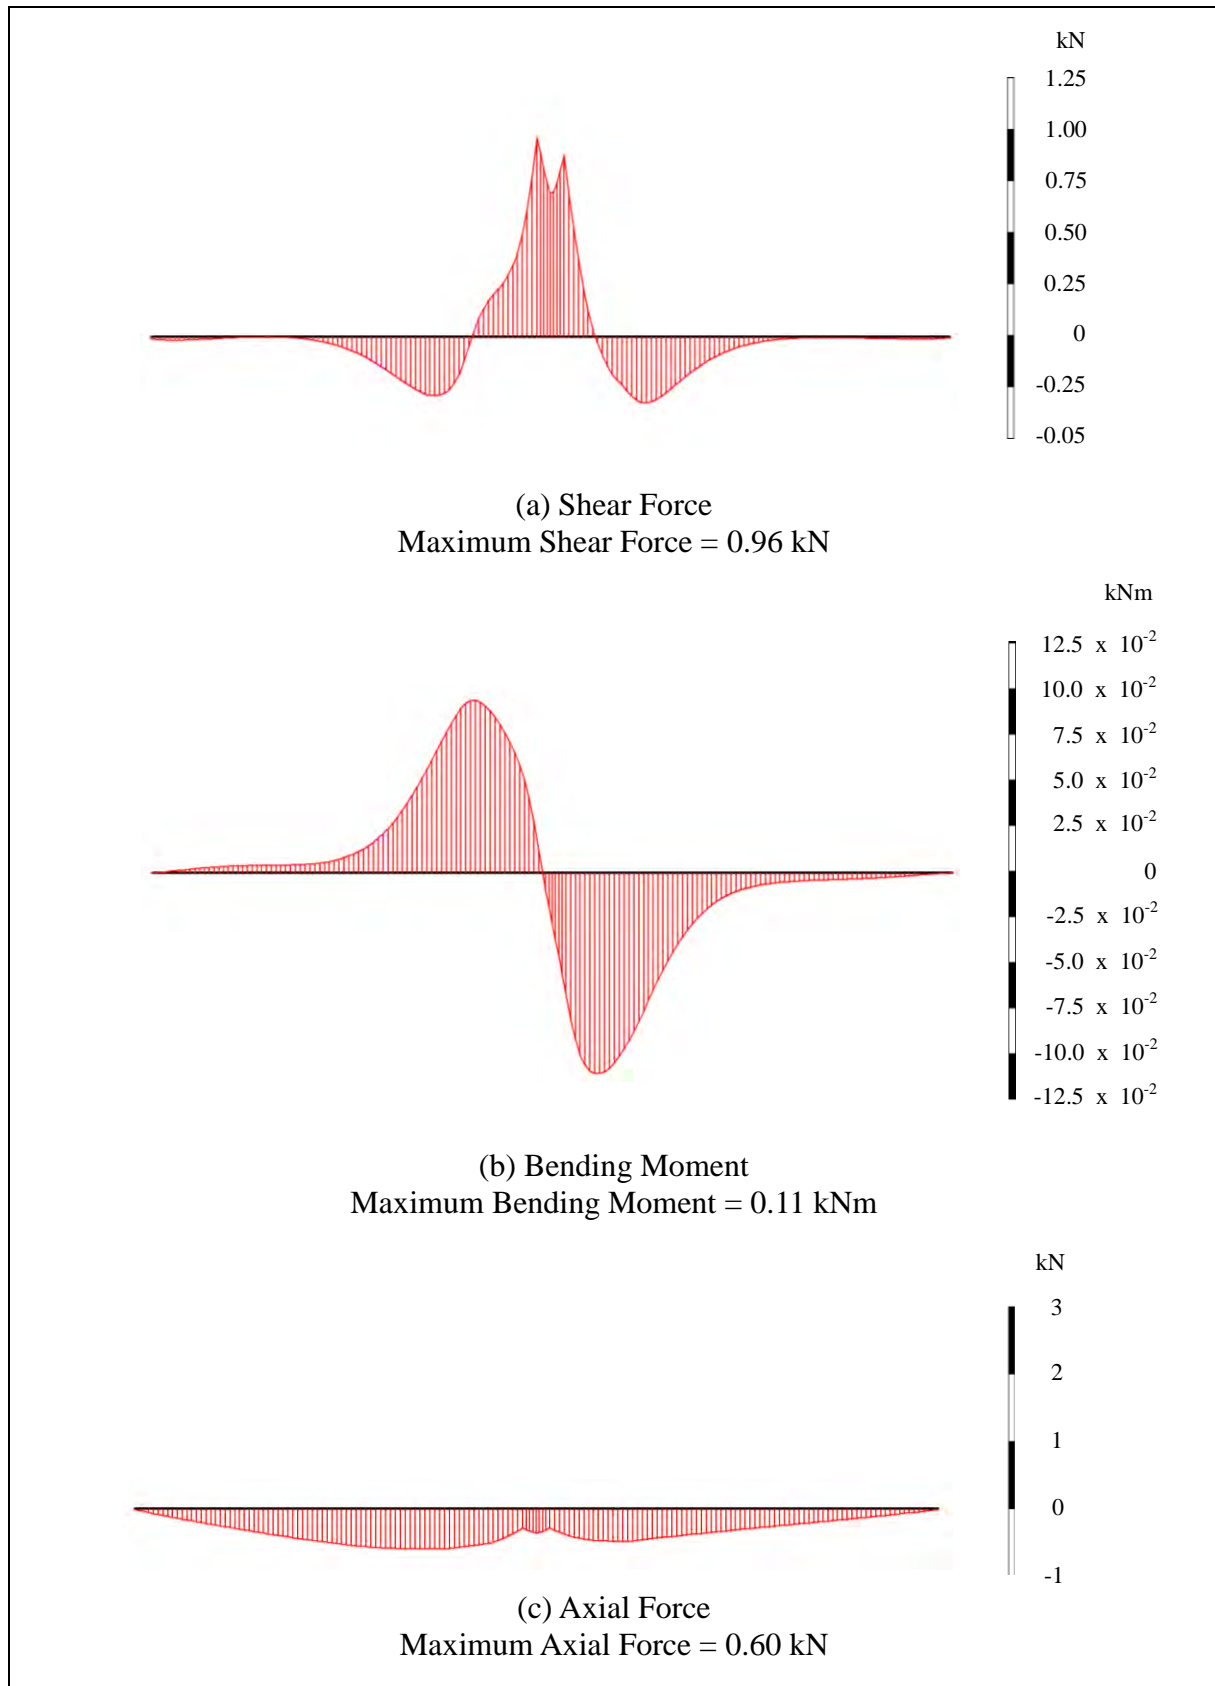 kN
1.25
1.00
0.75
0.50
0.25
0
-0.25
-0.05
(a) Shear Force
Maximum Shear Force = 0.96 kN
kNm
12.5 x 10⁻²
10.0 x 10⁻²
7.5 x 10⁻²
5.0 x 10⁻²
2.5 x 10⁻²
0
-2.5 x 10⁻²
-5.0 x 10⁻²
-7.5 x 10⁻²
-10.0 x 10⁻²
-12.5 x 10⁻²
(b) Bending Moment
Maximum Bending Moment = 0.11 kNm
kN
3
2
1
0
-1
(c) Axial Force
Maximum Axial Force = 0.60 kN